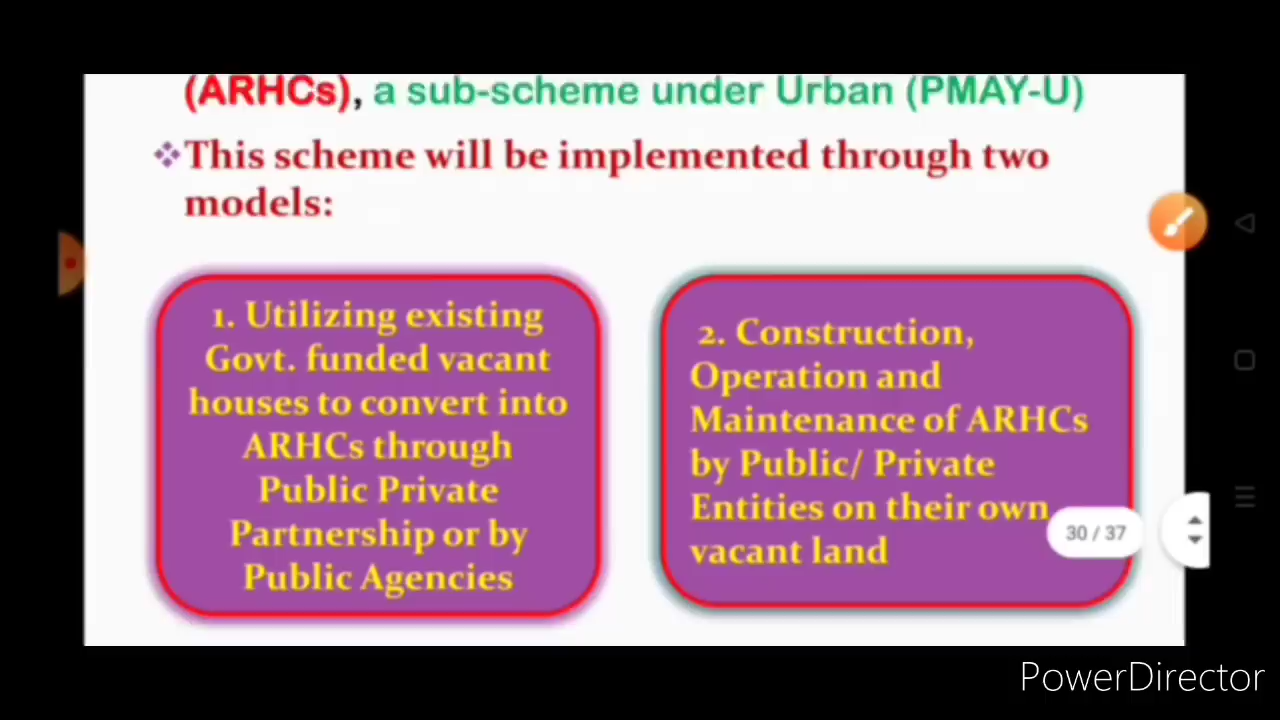 (ARHCs), a sub-scheme under Urban (PMAY-U)
❖This scheme will be implemented through two
models:
1. Utilizing existing
Govt. funded vacant
houses to convert into
ARHCs through
Public Private
Partnership or by
Public Agencies
2. Construction,
Operation and
Maintenance of ARHCs
by Public/ Private
Entities on their own
vacant land
30 / 37
PowerDirector